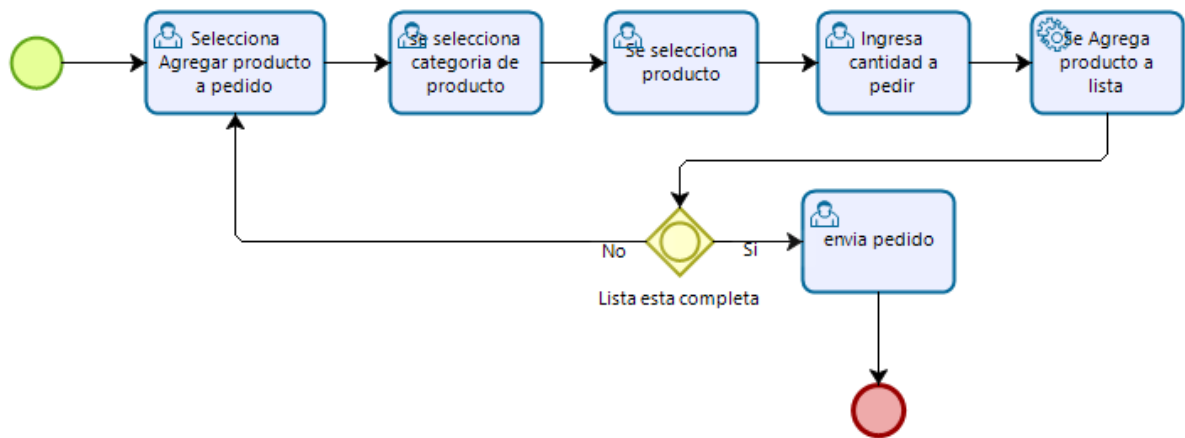 Selecciona
Agregar producto
a pedido
se selecciona
categoria de
producto
Se selecciona
producto
Ingresa
cantidad a
pedir
Se Agrega
producto a
lista
No
Si
Lista esta completa
envia pedido